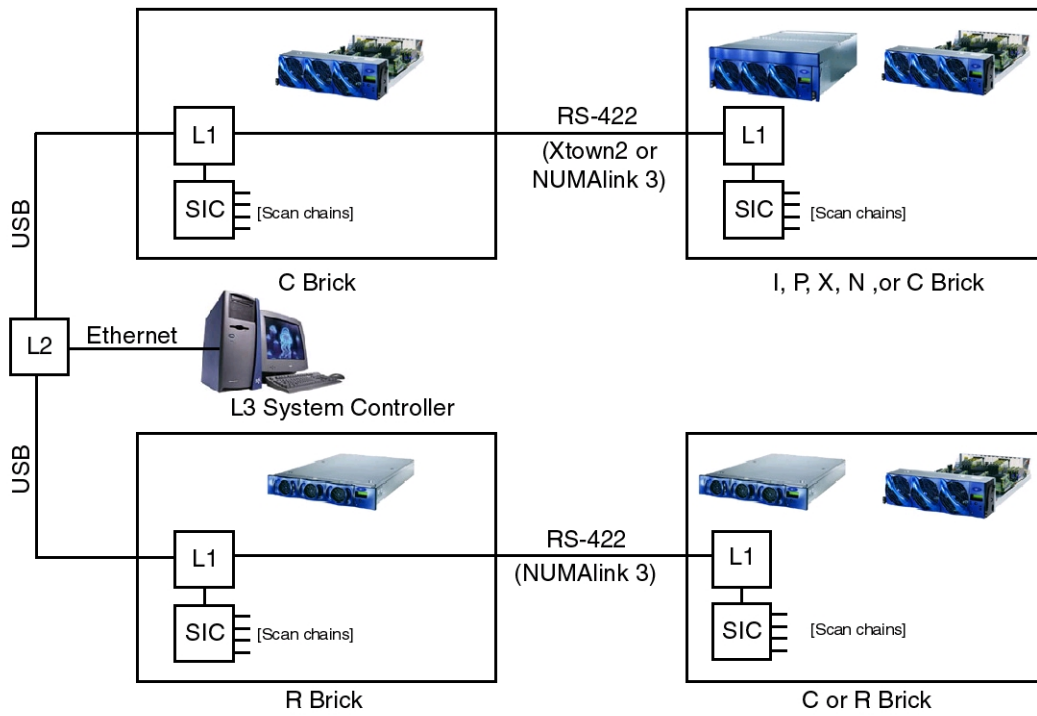 L1
RS-422
L1
(Xtown2 or
NUMAlink 3)
SIC
[Scan chains]
SIC
[Scan chains]
USB
C Brick
I, P, X, N ,or C Brick
L2
Ethernet
L3 System Controller
USB
L1
RS-422
L1
(NUMAlink 3)
SIC
[Scan chains]
SIC
[Scan chains]
R Brick
C or R Brick